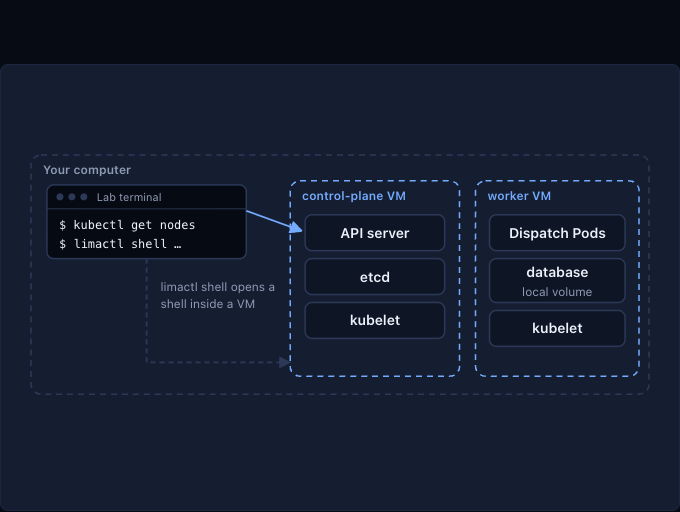 Your computer
Lab terminal
$ kubectl get nodes
$ limactl shell …
limactl shell opens a
shell inside a VM
control-plane VM
API server
etcd
kubelet
worker VM
Dispatch Pods
database
local volume
kubelet